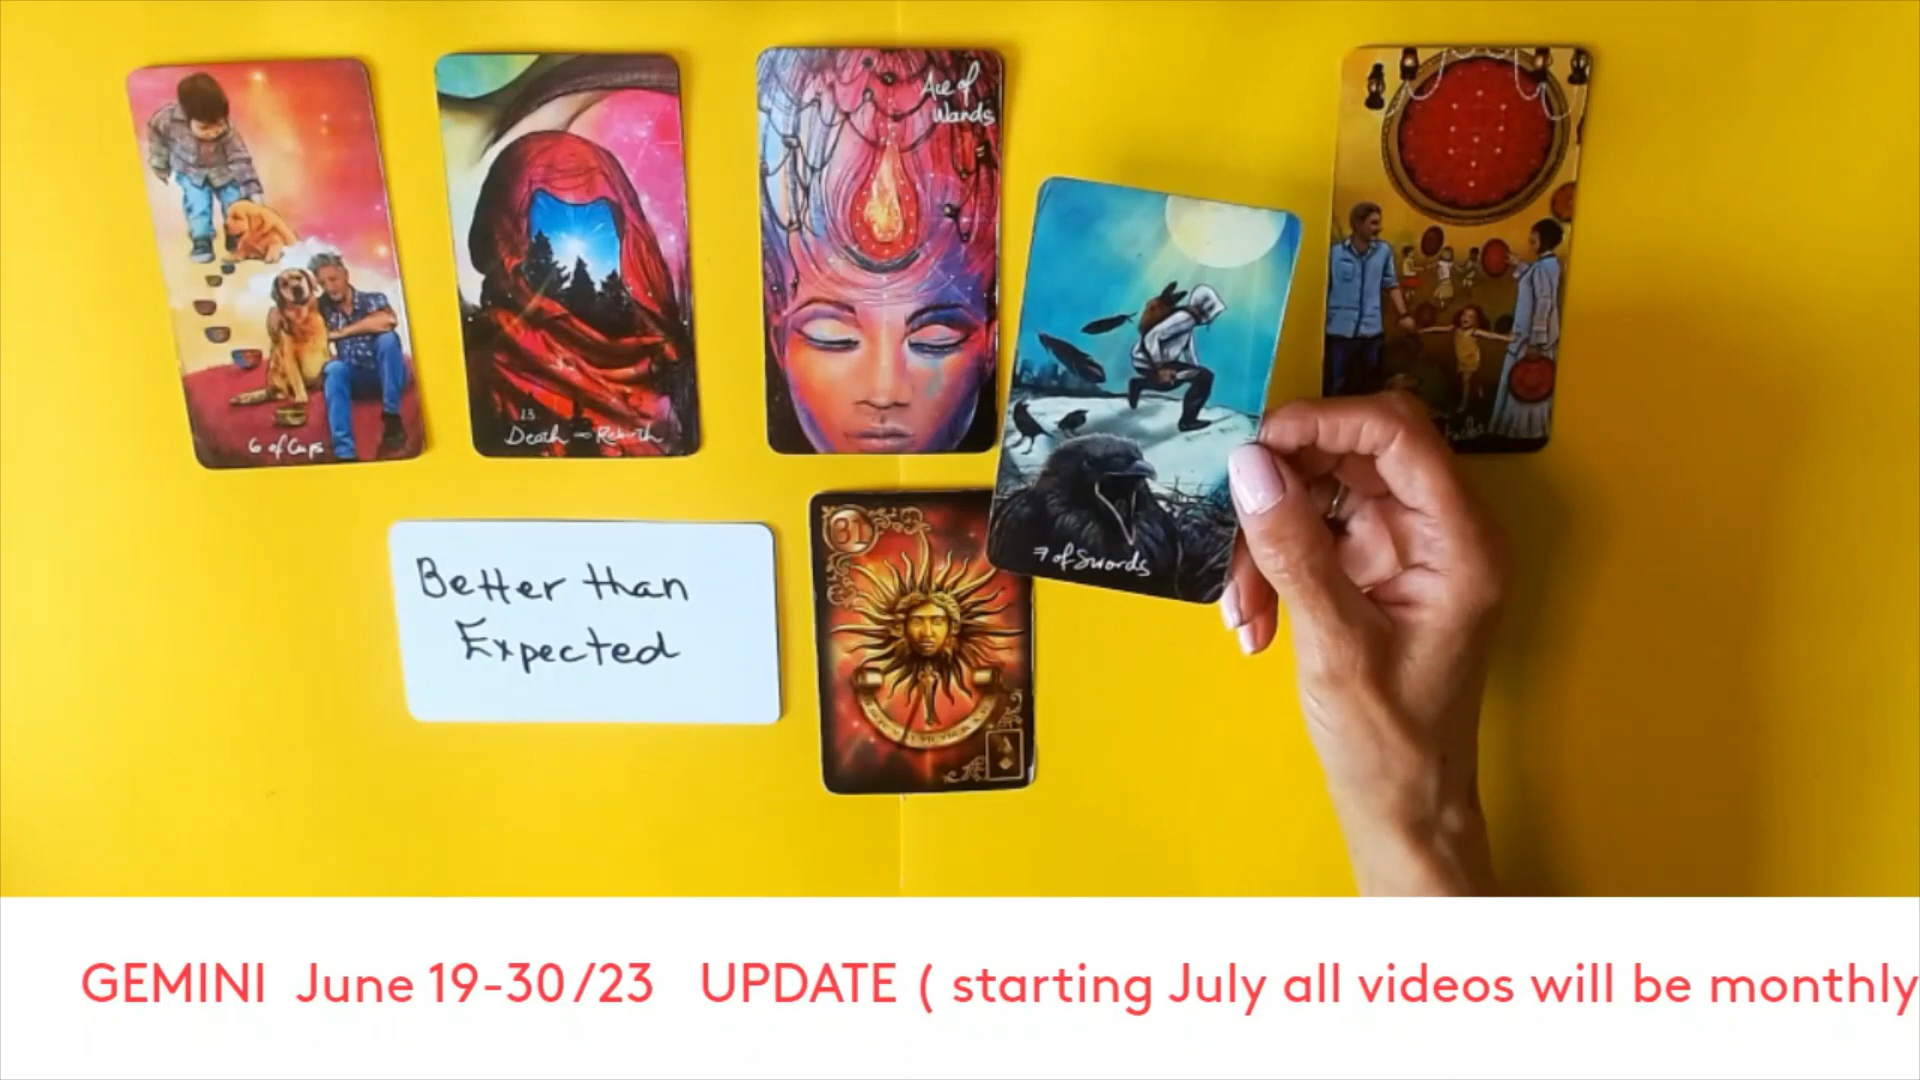 Ace of
Wands
6 of Cups
13.
Death ∞ Rebirth
7 of Swords
Better than
Expected
31
GEMINI  June 19-30/23   UPDATE ( starting July all videos will be monthly